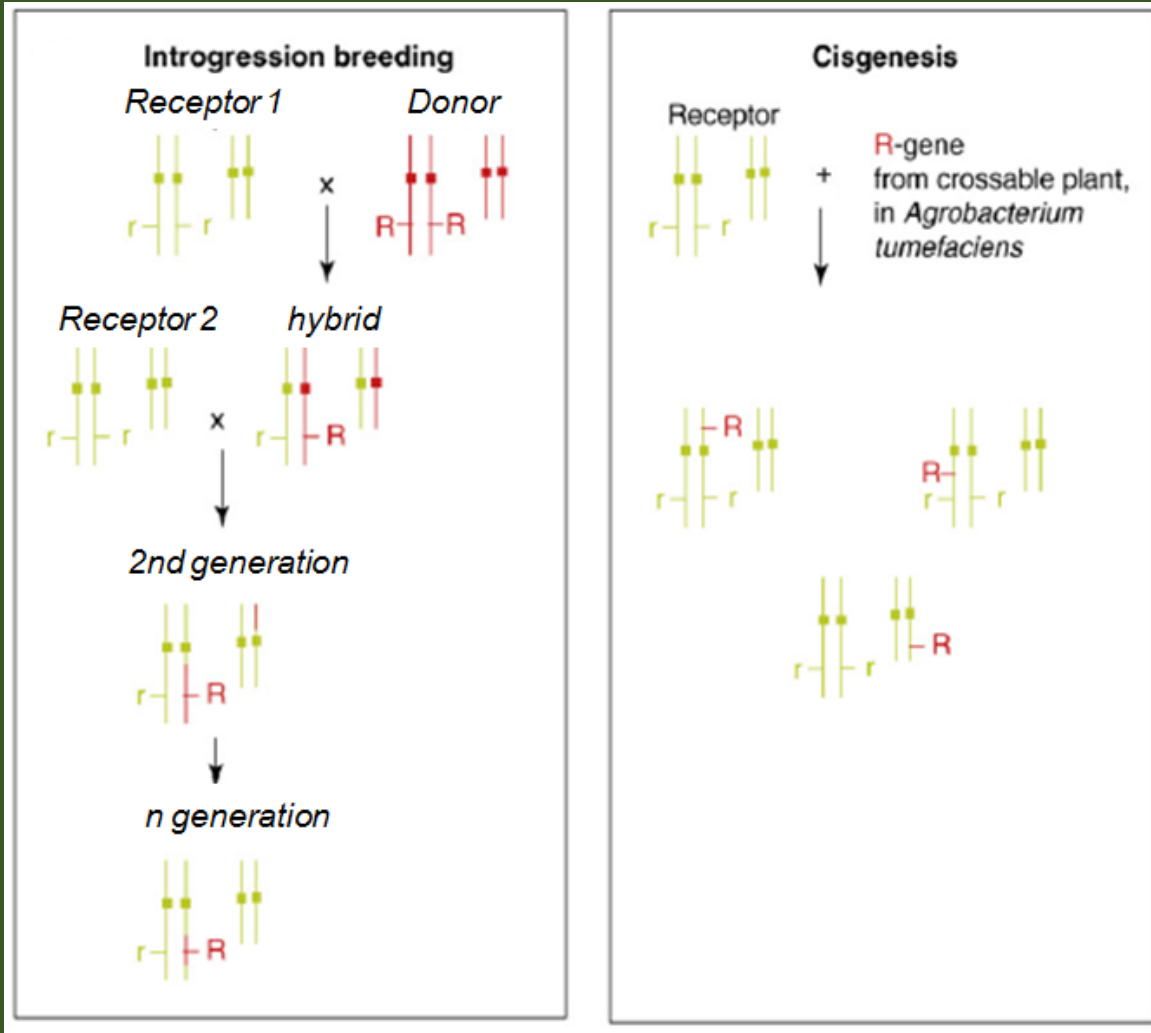 Introgression breeding
Receptor 1
Donor
x
r
r
R
R
Receptor 2
hybrid
r
r
x
r
R
2nd generation
r
R
n generation
r
R
Cisgenesis
Receptor
R-gene
from crossable plant,
in Agrobacterium
tumefaciens
+
r
r
R
r
r
R
r
r
R
r
r